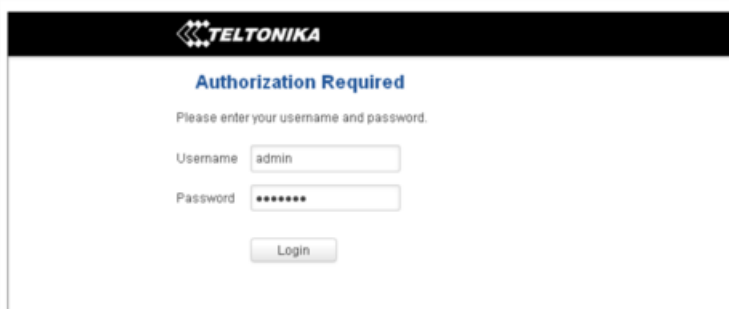 TELTONIKA
Authorization Required
Please enter your username and password.
Username admin
Password •••••••
Login